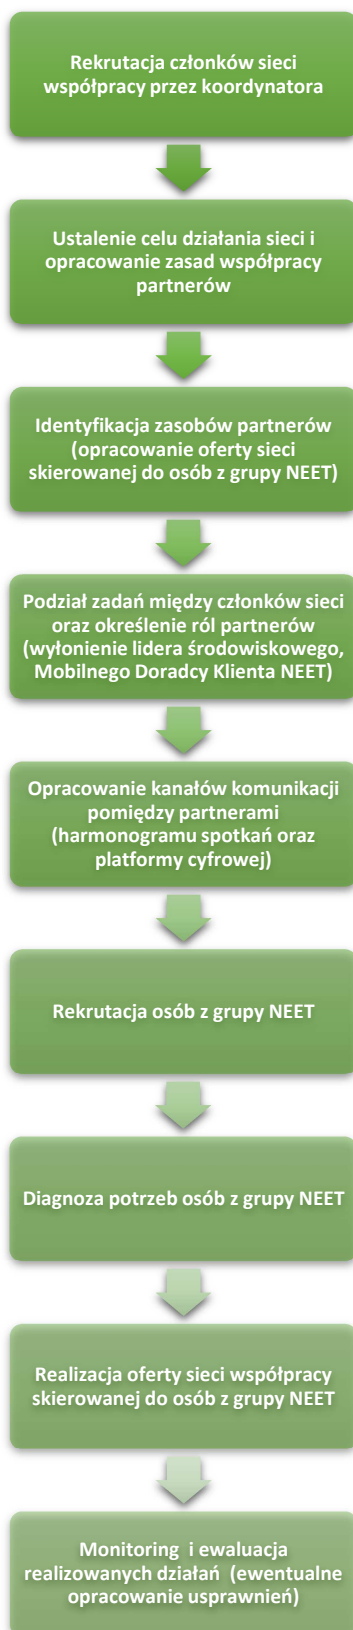 Rekrutacja członków sieci
współpracy przez koordynatora
Ustalenie celu działania sieci i
opracowanie zasad współpracy
partnerów
Identyfikacja zasobów partnerów
(opracowanie oferty sieci
skierowanej do osób z grupy NEET)
Podział zadań między członków sieci
oraz określenie ról partnerów
(wyłonienie lidera środowiskowego,
Mobilnego Doradcy Klienta NEET)
Opracowanie kanałów komunikacji
pomiędzy partnerami
(harmonogramu spotkań oraz
platformy cyfrowej)
Rekrutacja osób z grupy NEET
Diagnoza potrzeb osób z grupy NEET
Realizacja oferty sieci współpracy
skierowanej do osób z grupy NEET
Monitoring i ewaluacja
realizowanych działań (ewentualne
opracowanie usprawnień)